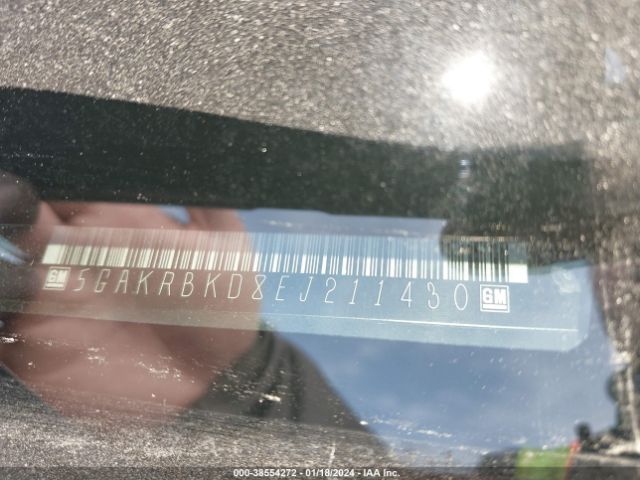 GM 5GAKRBKD8EJ211430 GM
000-38554272 - 01/18/2024 - IAA Inc.